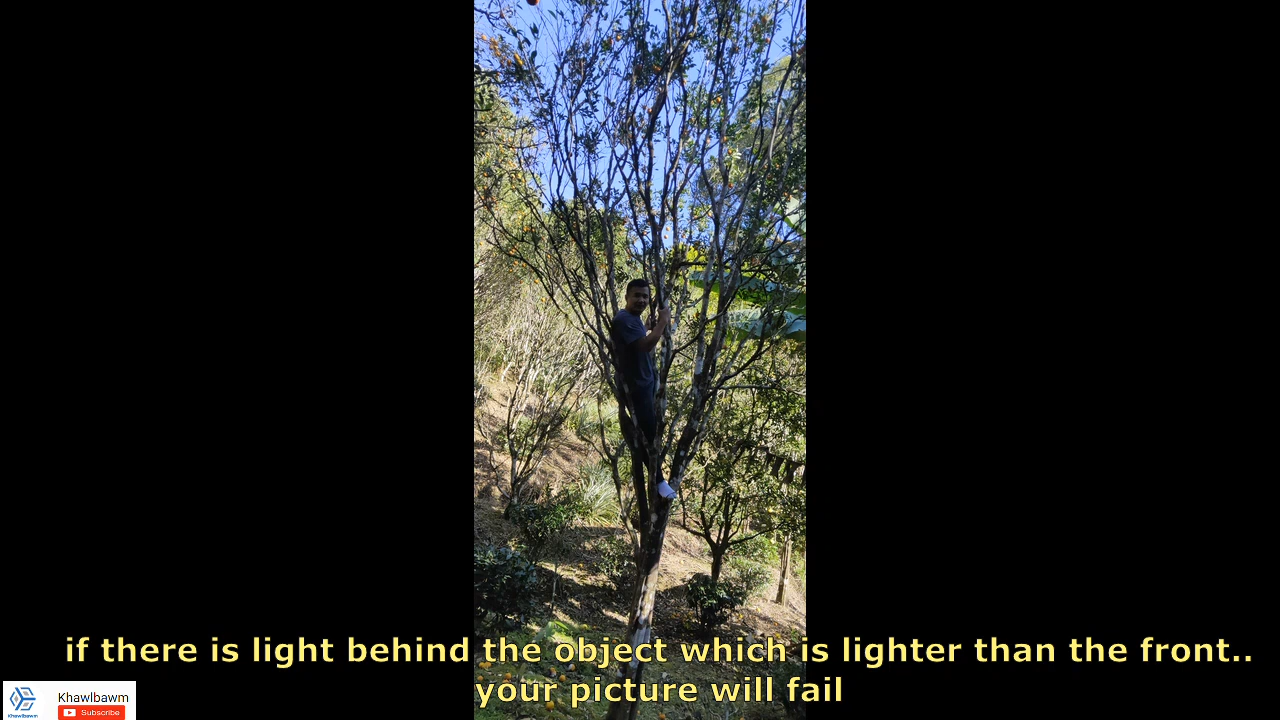 if there is light behind the object which is lighter than the front..
your picture will fail
Khawlbawm
Khawlbawm
Subscribe